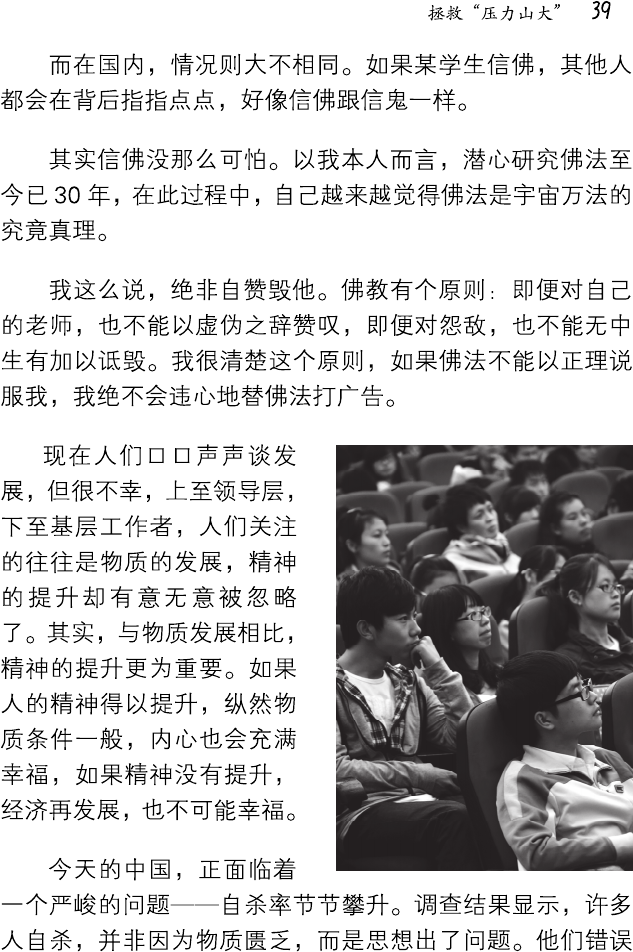 拯救“压力山大” 39
而在国内，情况则大不相同。如果某学生信佛，其他人
都会在背后指指点点，好像信佛跟信鬼一样。
其实信佛没那么可怕。以我本人而言，潜心研究佛法至
今已 30 年，在此过程中，自己越来越觉得佛法是宇宙万法的
究竟真理。
我这么说，绝非自赞毁他。佛教有个原则：即便对自己
的老师，也不能以虚伪之辞赞叹，即便对怨敌，也不能无中
生有加以诋毁。我很清楚这个原则，如果佛法不能以正理说
服我，我绝不会违心地替佛法打广告。
现在人们口口声声谈发
展，但很不幸，上至领导层，
下至基层工作者，人们关注
的往往是物质的发展，精神
的提升却有意无意被忽略
了。其实，与物质发展相比，
精神的提升更为重要。如果
人的精神得以提升，纵然物
质条件一般，内心也会充满
幸福，如果精神没有提升，
经济再发展，也不可能幸福。
今天的中国，正面临着
一个严峻的问题——自杀率节节攀升。调查结果显示，许多
人自杀，并非因为物质匮乏，而是思想出了问题。他们错误